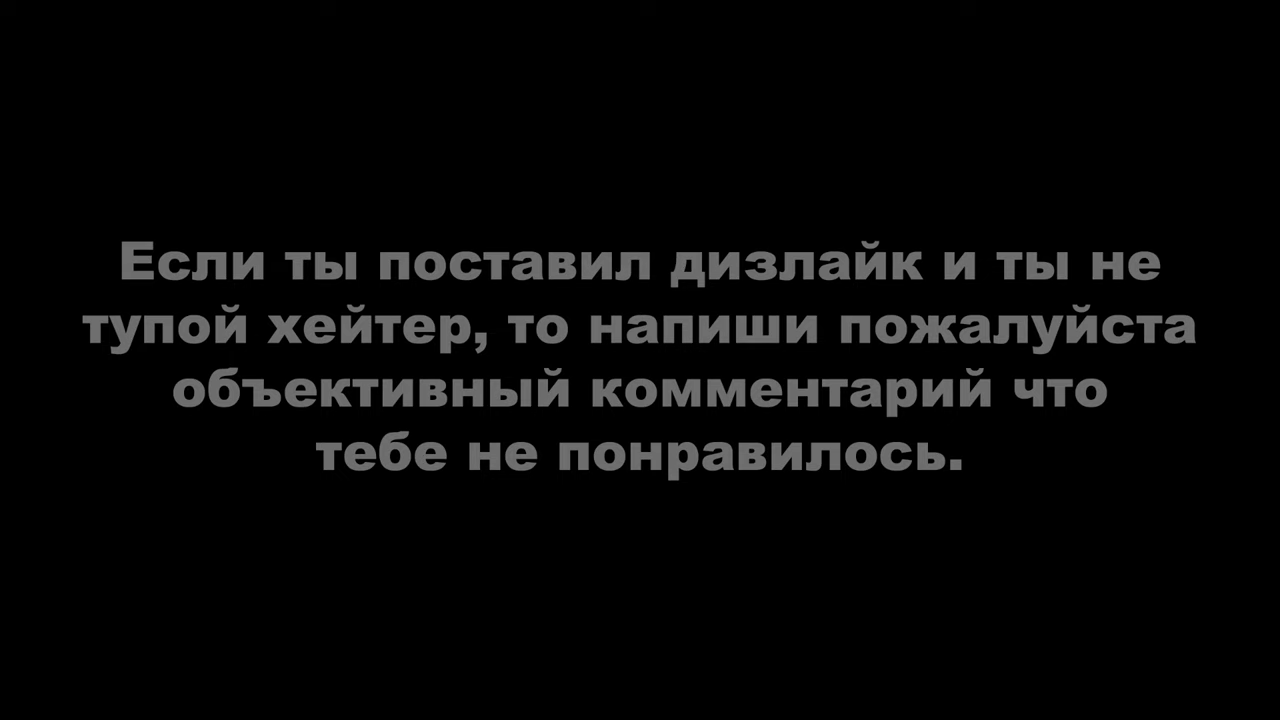 Если ты поставил дизлайк и ты не
тупой хейтер, то напиши пожалуйста
объективный комментарий что
тебе не понравилось.